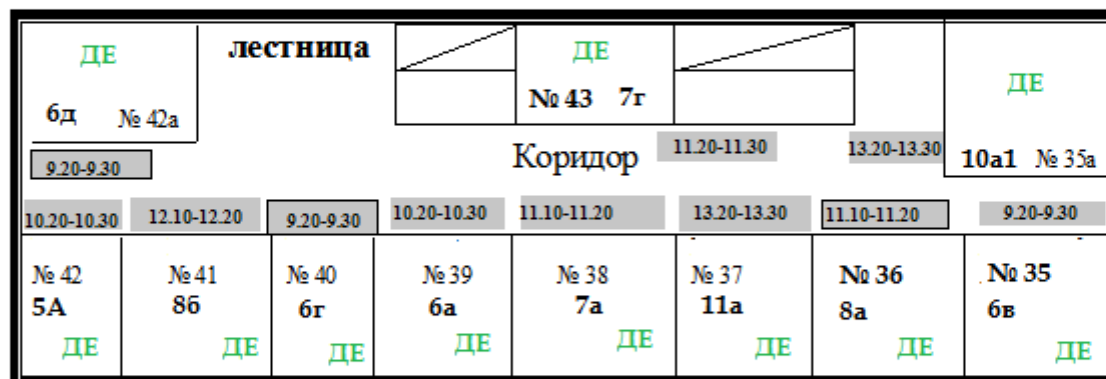 ДЕ
6д № 42а
лестница
ДЕ
№ 43 7г
ДЕ
10а1 № 35а
Коридор
9.20-9.30
11.20-11.30
13.20-13.30
10.20-10.30
12.10-12.20
9.20-9.30
10.20-10.30
11.10-11.20
13.20-13.30
11.10-11.20
9.20-9.30
№ 42
5А
ДЕ
№ 41
8б
ДЕ
№ 40
6г
ДЕ
№ 39
6а
ДЕ
№ 38
7а
ДЕ
№ 37
11а
ДЕ
№ 36
8а
ДЕ
№ 35
6в
ДЕ